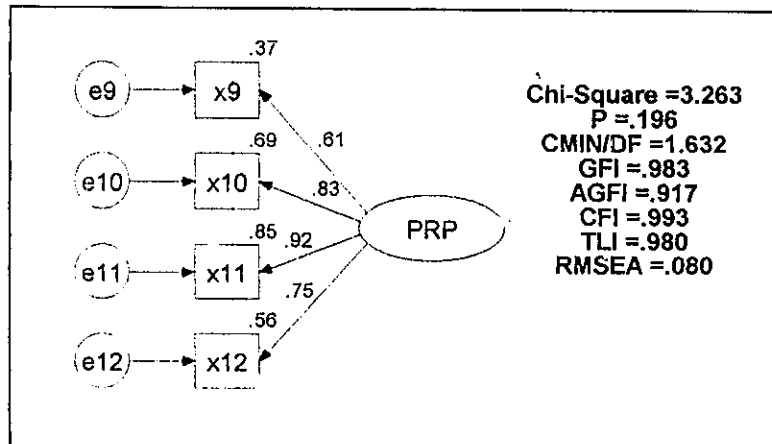 .37
e9 x9
.61
.69
e10 x10
.83
PRP
.85
.92
e11 x11
.75
.56
e12 x12
Chi-Square =3.263
P =.196
CMIN/DF =1.632
GFI =.983
AGFI =.917
CFI =.993
TLI =.980
RMSEA =.080